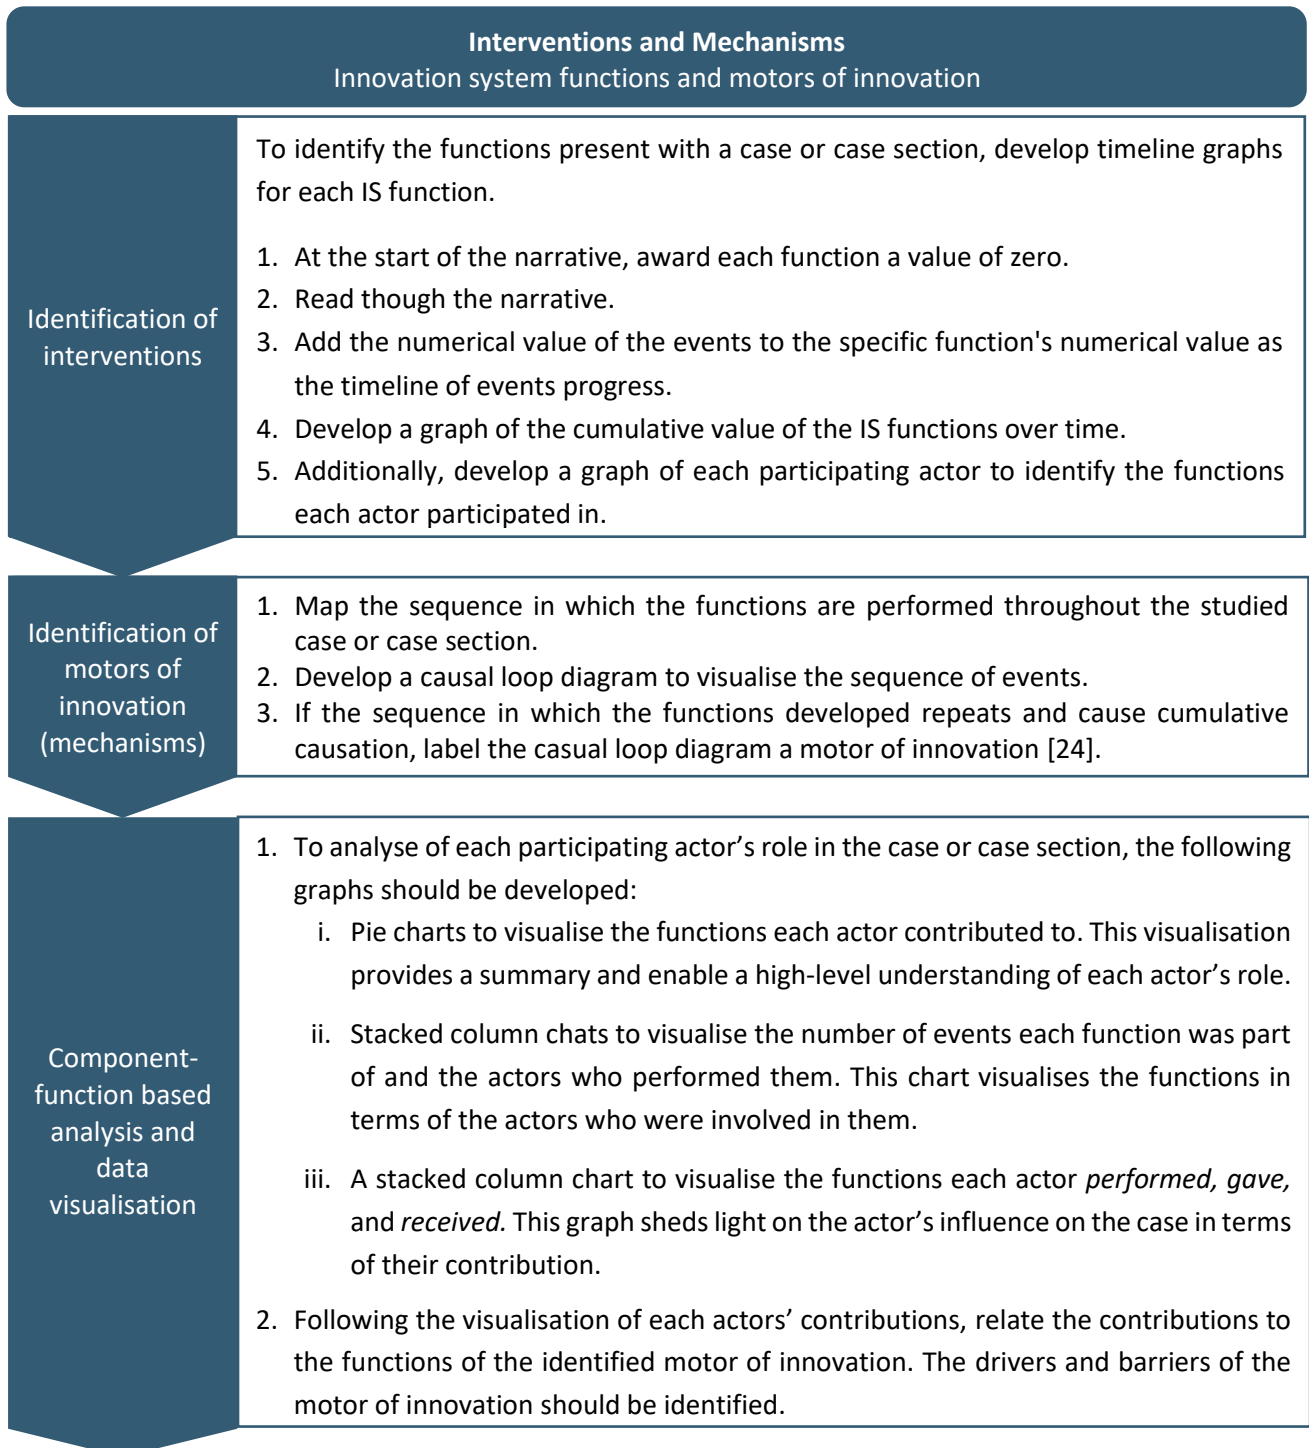 Interventions and Mechanisms
Innovation system functions and motors of innovation
Identification of
interventions
To identify the functions present with a case or case section, develop timeline graphs
for each IS function.
1. At the start of the narrative, award each function a value of zero.
2. Read though the narrative.
3. Add the numerical value of the events to the specific function's numerical value as
the timeline of events progress.
4. Develop a graph of the cumulative value of the IS functions over time.
5. Additionally, develop a graph of each participating actor to identify the functions
each actor participated in.
Identification of
motors of
innovation
(mechanisms)
1. Map the sequence in which the functions are performed throughout the studied
case or case section.
2. Develop a causal loop diagram to visualise the sequence of events.
3. If the sequence in which the functions developed repeats and cause cumulative
causation, label the casual loop diagram a motor of innovation [24].
Component-
function based
analysis and
data
visualisation
1. To analyse of each participating actor’s role in the case or case section, the following
graphs should be developed:
i. Pie charts to visualise the functions each actor contributed to. This visualisation
provides a summary and enable a high-level understanding of each actor’s role.
ii. Stacked column chats to visualise the number of events each function was part
of and the actors who performed them. This chart visualises the functions in
terms of the actors who were involved in them.
iii. A stacked column chart to visualise the functions each actor performed, gave,
and received. This graph sheds light on the actor’s influence on the case in terms
of their contribution.
2. Following the visualisation of each actors’ contributions, relate the contributions to
the functions of the identified motor of innovation. The drivers and barriers of the
motor of innovation should be identified.